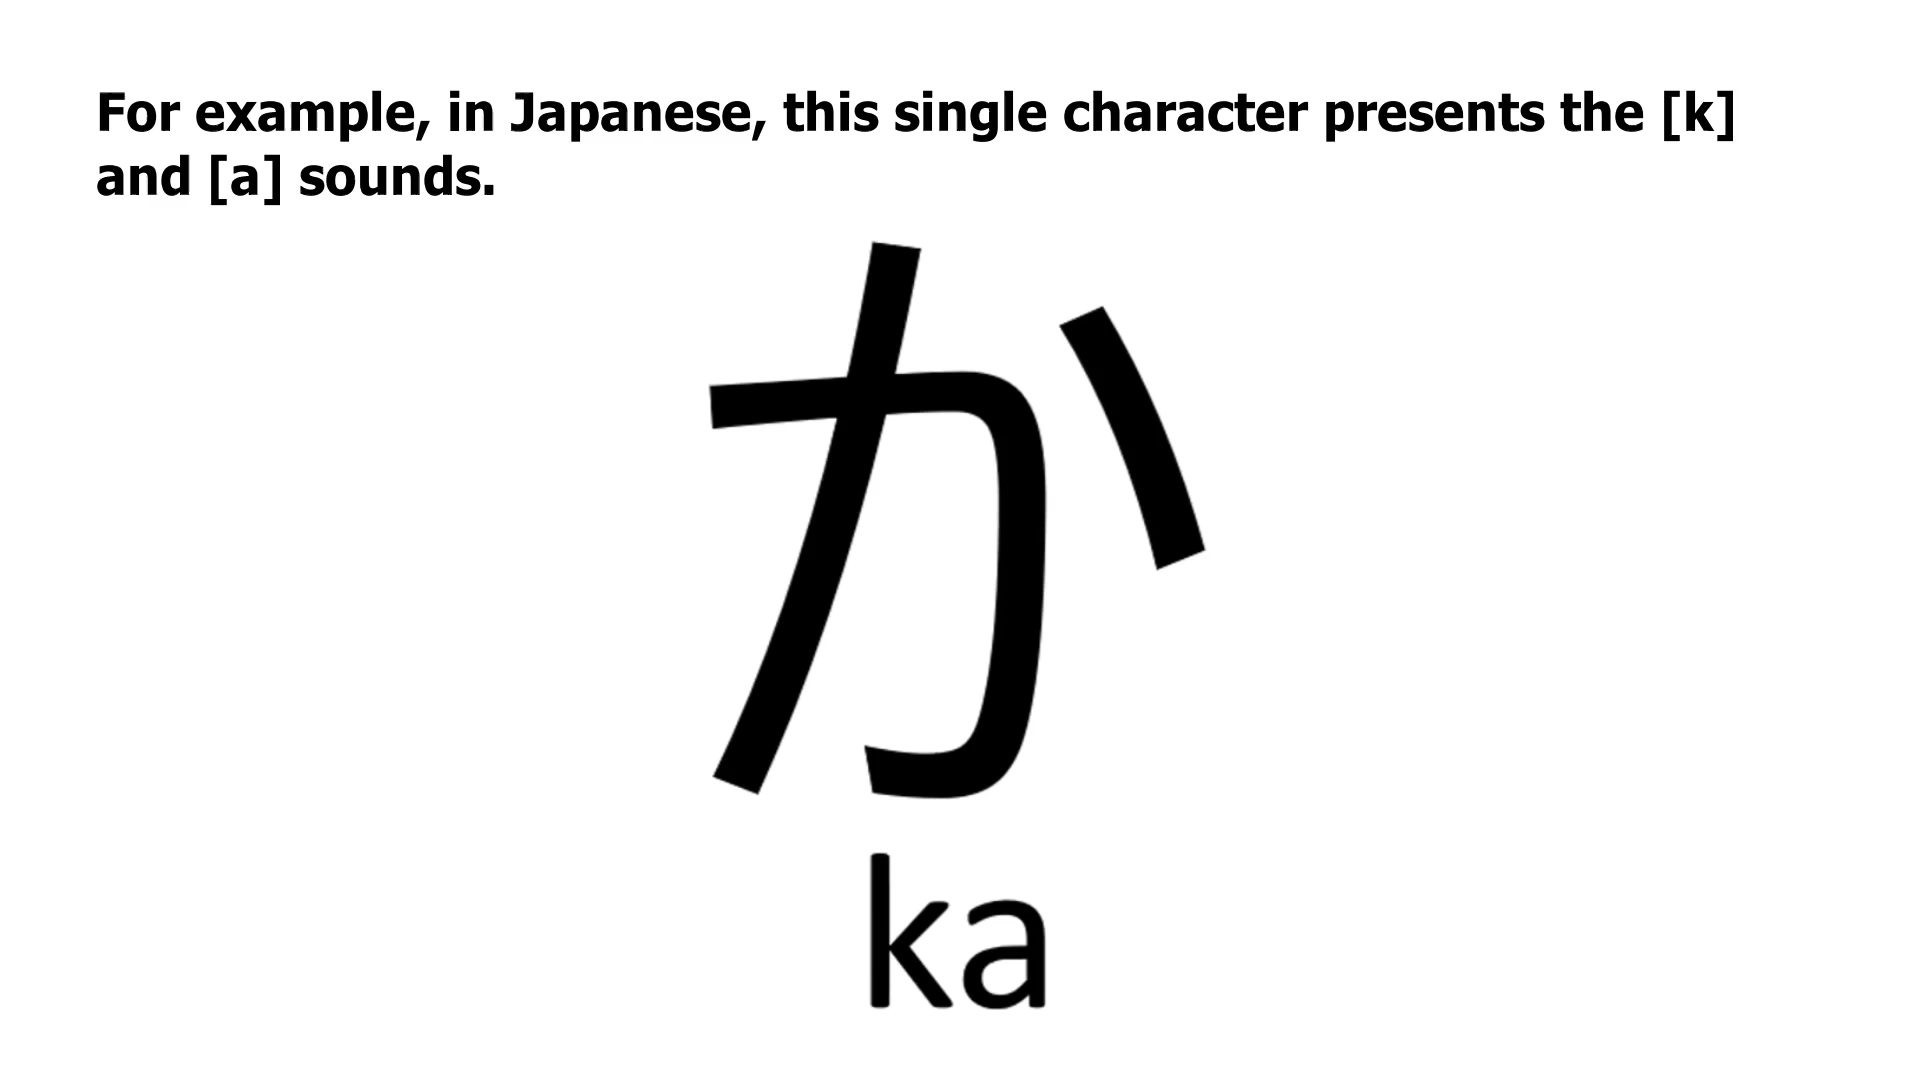 For example, in Japanese, this single character presents the [k]
and [a] sounds.
か
ka